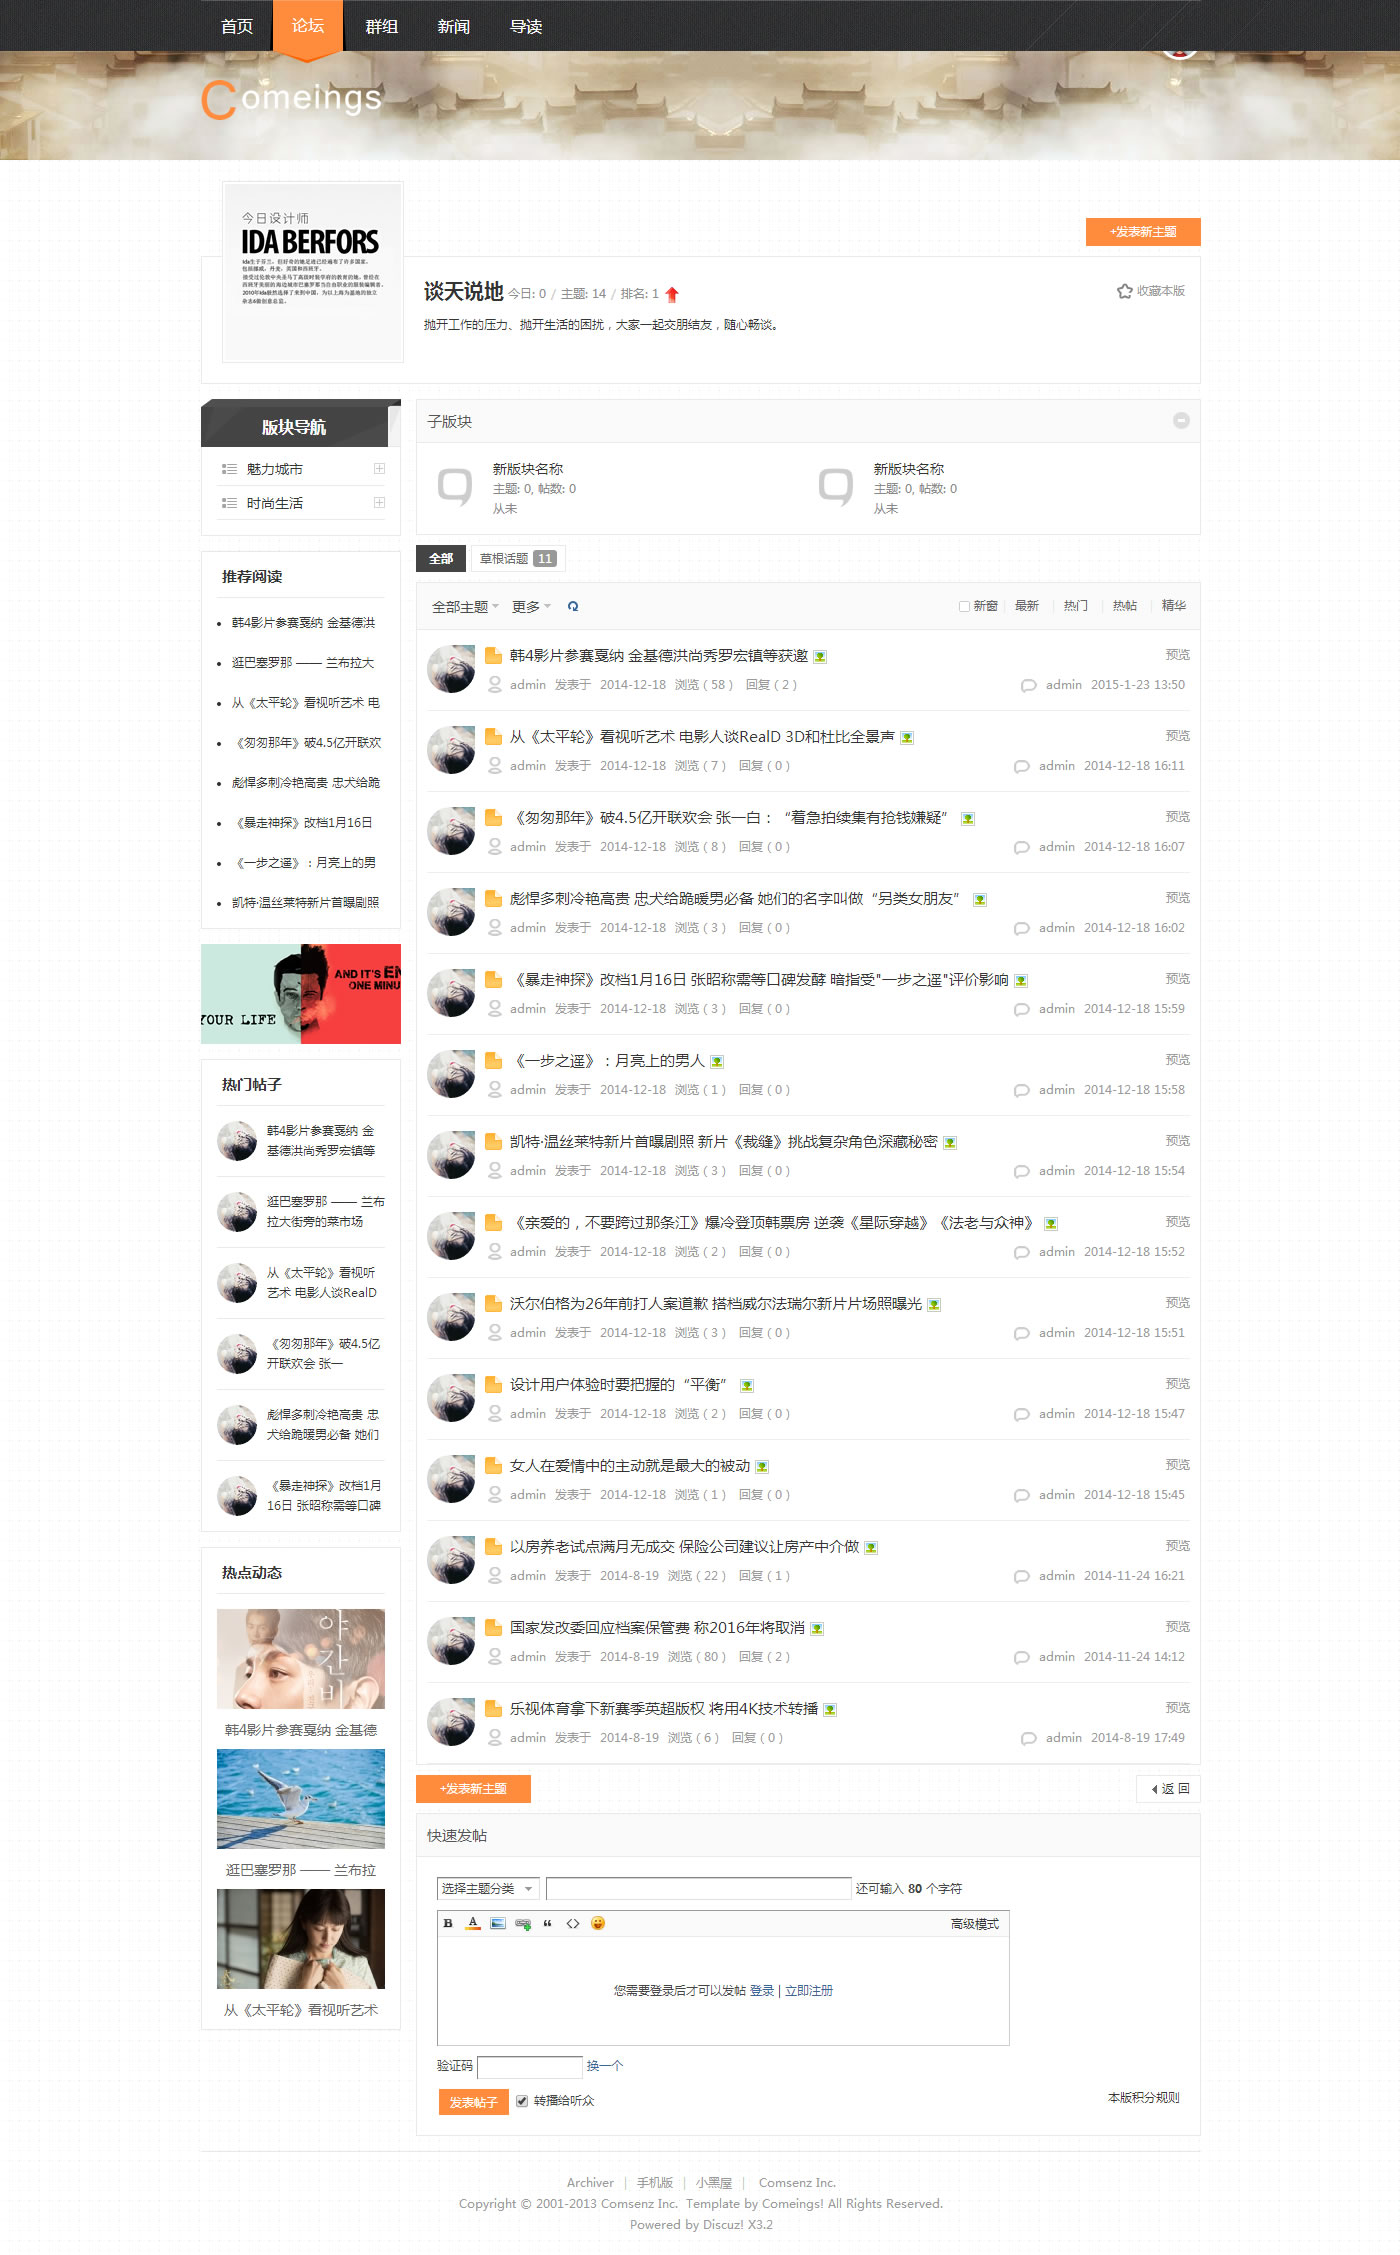 首页 论坛 群组 新闻 导读
Comeings
今日设计师
IDA BERFORS
+发表新主题
谈天说地 今日: 0 / 主题: 14 / 排名: 1
收藏本版
抛开工作的压力、抛开生活的困扰，大家一起交朋结友，随心畅谈。
版块导航
魅力城市
时尚生活
推荐阅读
韩4影片参赛戛纳 金基德洪
逛巴塞罗那 —— 兰布拉大
从《太平轮》看视听艺术 电
《匆匆那年》破4.5亿开联欢
彪悍多刺冷艳高贵 忠犬给跪
《暴走神探》改档1月16日
《一步之遥》：月亮上的男
凯特·温丝莱特新片首曝剧照
AND IT'S EN
ONE MINU
YOUR LIFE
热门帖子
韩4影片参赛戛纳 金
基德洪尚秀罗宏镇等
逛巴塞罗那 —— 兰布
拉大街旁的菜市场
从《太平轮》看视听
艺术 电影人谈RealD
《匆匆那年》破4.5亿
开联欢会 张一
彪悍多刺冷艳高贵 忠
犬给跪暖男必备 她们
《暴走神探》改档1月
16日 张昭称需等口碑
热点动态
야
간
비
韩4影片参赛戛纳 金基德
逛巴塞罗那 —— 兰布拉
从《太平轮》看视听艺术
子版块
新版块名称
主题: 0, 帖数: 0
从未
新版块名称
主题: 0, 帖数: 0
从未
全部 草根话题 11
全部主题 更多 新窗 最新 热门 热帖 精华
韩4影片参赛戛纳 金基德洪尚秀罗宏镇等获邀 预览
admin 发表于 2014-12-18 浏览 ( 58 ) 回复 ( 2 ) admin 2015-1-23 13:50
从《太平轮》看视听艺术 电影人谈RealD 3D和杜比全景声 预览
admin 发表于 2014-12-18 浏览 ( 7 ) 回复 ( 0 ) admin 2014-12-18 16:11
《匆匆那年》破4.5亿开联欢会 张一白：“着急拍续集有抢钱嫌疑” 预览
admin 发表于 2014-12-18 浏览 ( 8 ) 回复 ( 0 ) admin 2014-12-18 16:07
彪悍多刺冷艳高贵 忠犬给跪暖男必备 她们的名字叫做“另类女朋友” 预览
admin 发表于 2014-12-18 浏览 ( 3 ) 回复 ( 0 ) admin 2014-12-18 16:02
《暴走神探》改档1月16日 张昭称需等口碑发酵 暗指受"一步之遥"评价影响 预览
admin 发表于 2014-12-18 浏览 ( 3 ) 回复 ( 0 ) admin 2014-12-18 15:59
《一步之遥》：月亮上的男人 预览
admin 发表于 2014-12-18 浏览 ( 1 ) 回复 ( 0 ) admin 2014-12-18 15:58
凯特·温丝莱特新片首曝剧照 新片《裁缝》挑战复杂角色深藏秘密 预览
admin 发表于 2014-12-18 浏览 ( 3 ) 回复 ( 0 ) admin 2014-12-18 15:54
《亲爱的，不要跨过那条江》爆冷登顶韩票房 逆袭《星际穿越》《法老与众神》 预览
admin 发表于 2014-12-18 浏览 ( 2 ) 回复 ( 0 ) admin 2014-12-18 15:52
沃尔伯格为26年前打人案道歉 搭档威尔法瑞尔新片片场照曝光 预览
admin 发表于 2014-12-18 浏览 ( 3 ) 回复 ( 0 ) admin 2014-12-18 15:51
设计用户体验时要把握的“平衡” 预览
admin 发表于 2014-12-18 浏览 ( 2 ) 回复 ( 0 ) admin 2014-12-18 15:47
女人在爱情中的主动就是最大的被动 预览
admin 发表于 2014-12-18 浏览 ( 1 ) 回复 ( 0 ) admin 2014-12-18 15:45
以房养老试点满月无成交 保险公司建议让房产中介做 预览
admin 发表于 2014-8-19 浏览 ( 22 ) 回复 ( 1 ) admin 2014-11-24 16:21
国家发改委回应档案保管费 称2016年将取消 预览
admin 发表于 2014-8-19 浏览 ( 80 ) 回复 ( 2 ) admin 2014-11-24 14:12
乐视体育拿下新赛季英超版权 将用4K技术转播 预览
admin 发表于 2014-8-19 浏览 ( 6 ) 回复 ( 0 ) admin 2014-8-19 17:49
+发表新主题 返 回
快速发帖
选择主题分类 还可输入 80 个字符
B A “ <> 高级模式
您需要登录后才可以发帖 登录 | 立即注册
验证码 换一个
发表帖子 转播给听众 本版积分规则
Archiver | 手机版 | 小黑屋 | Comsenz Inc.
Copyright © 2001-2013 Comsenz Inc. Template by Comeings! All Rights Reserved.
Powered by Discuz! X3.2